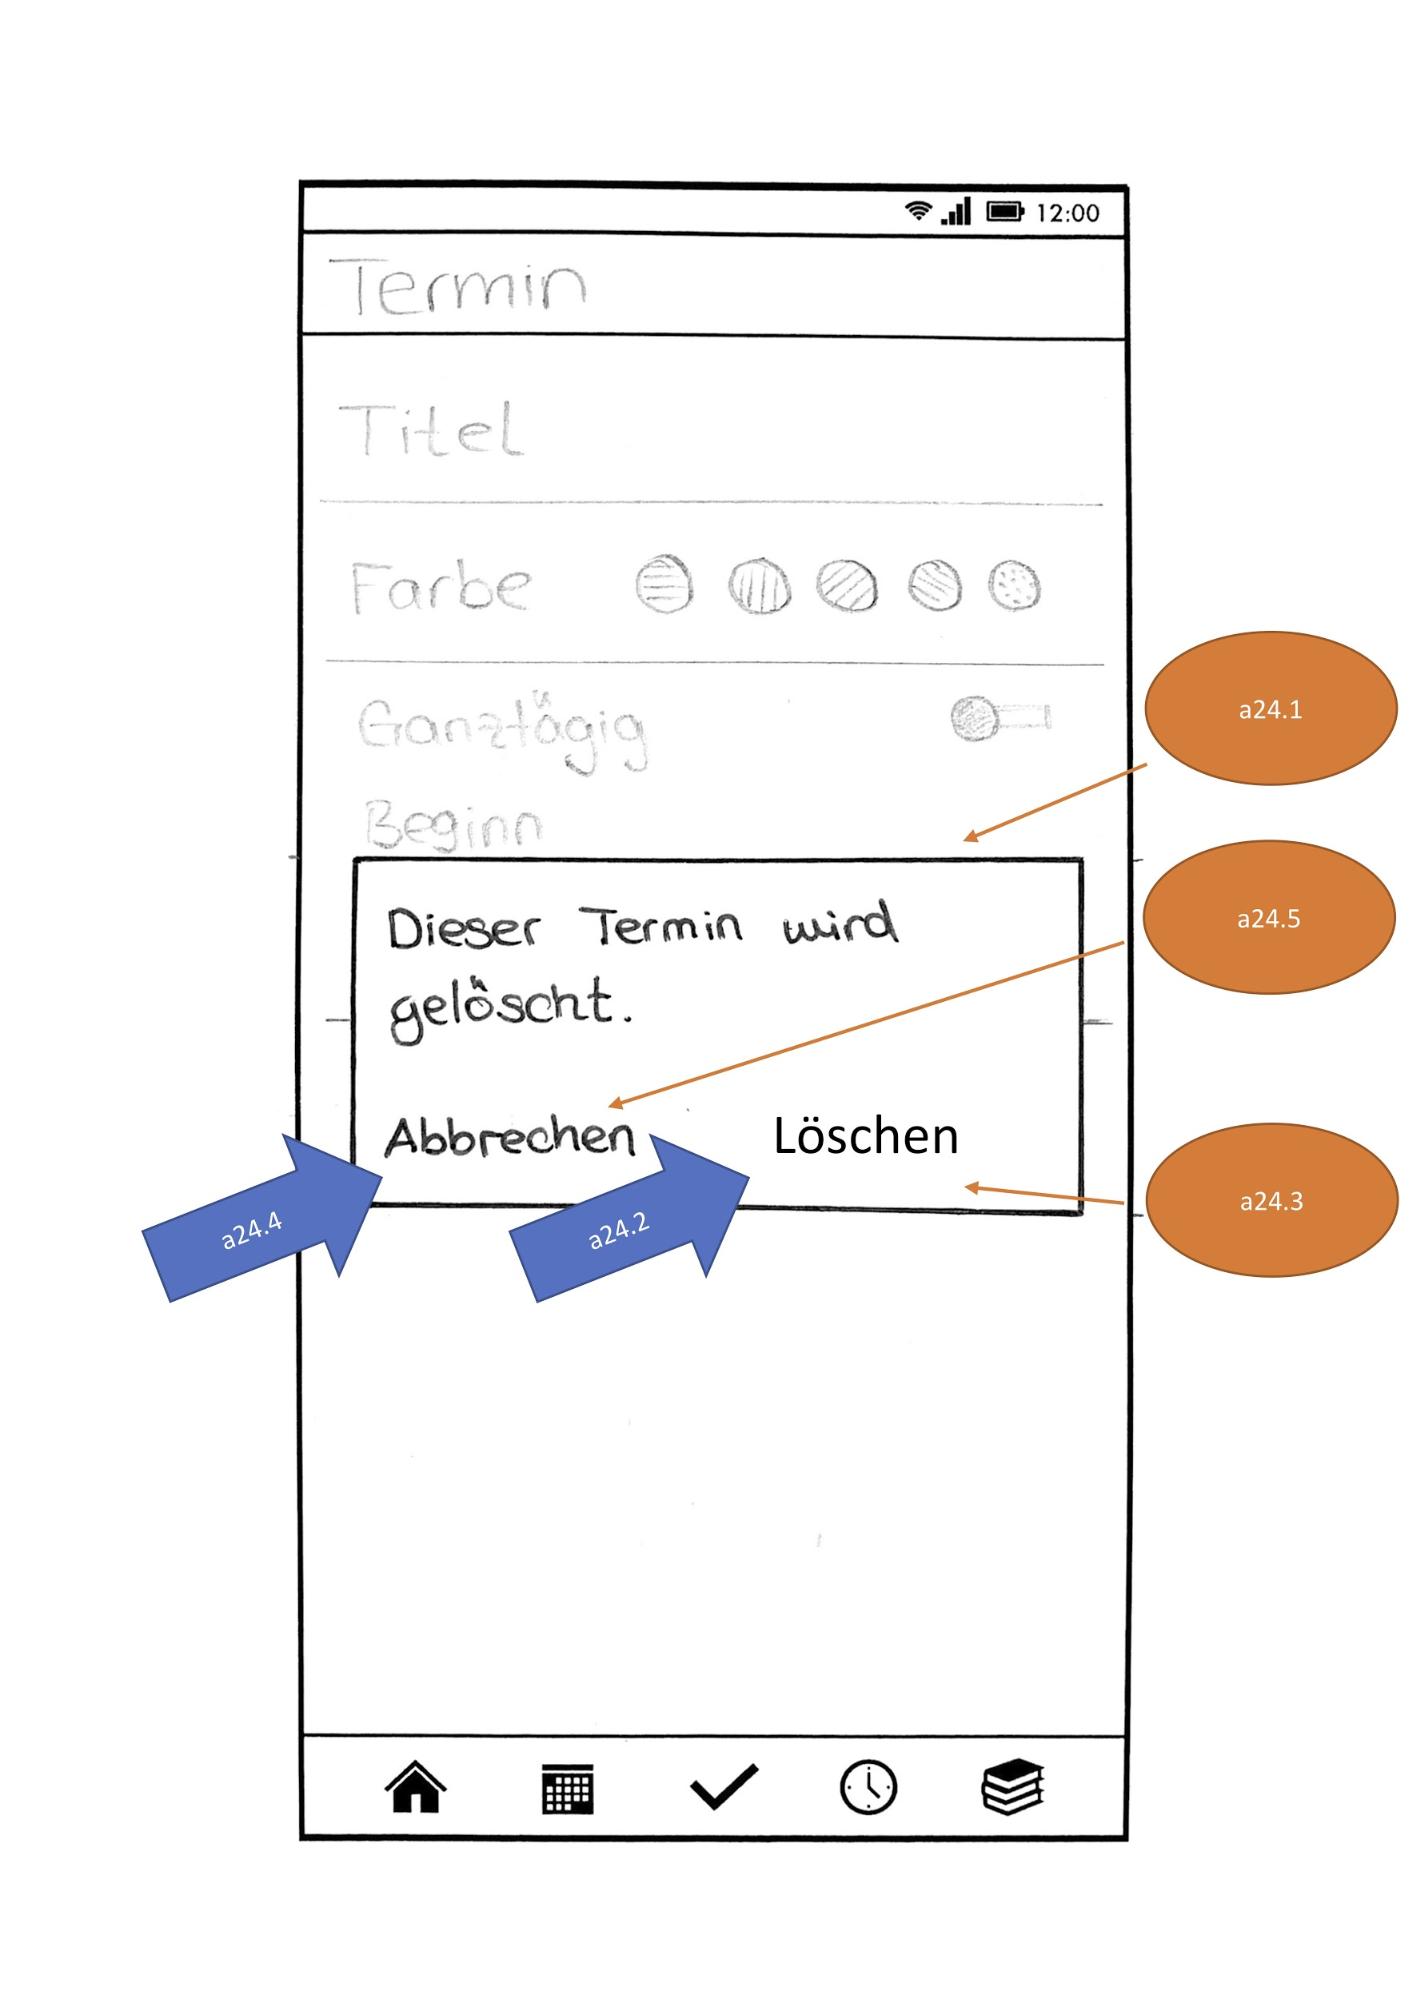 12:00
Termin
Titel
Farbe
Ganztägig
a24.1
Beginn
Dieser Termin wird
a24.5
gelöscht.
Abbrechen
Löschen
a24.3
a24.4
a24.2